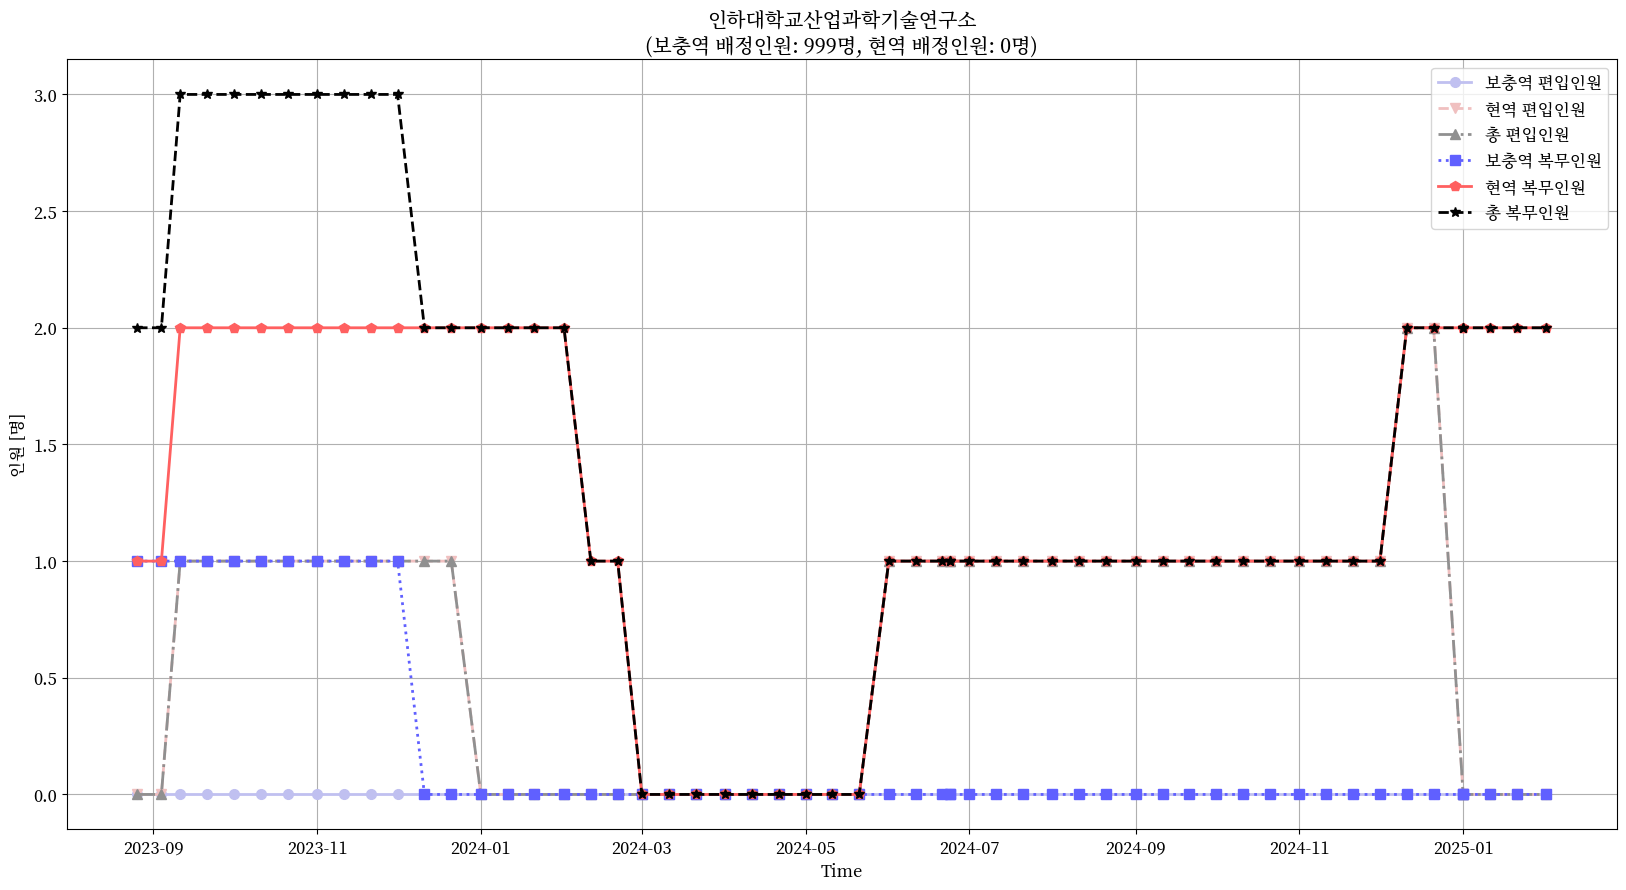 인하대학교산업과학기술연구소
(보충역 배정인원: 999명, 현역 배정인원: 0명)
보충역 편입인원
현역 편입인원
총 편입인원
보충역 복무인원
현역 복무인원
총 복무인원
인원 [명]
3.0
2.5
2.0
1.5
1.0
0.5
0.0
2023-09
2023-11
2024-01
2024-03
2024-05
2024-07
2024-09
2024-11
2025-01
Time